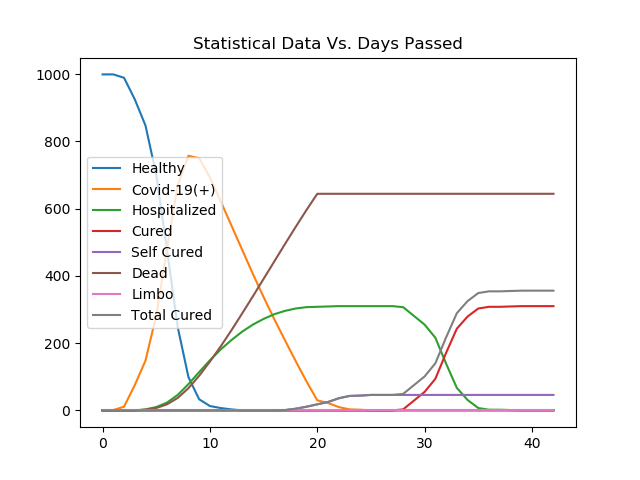 Statistical Data Vs. Days Passed
1000
800
600
400
200
0
Healthy
Covid-19(+)
Hospitalized
Cured
Self Cured
Dead
Limbo
Total Cured
0 10 20 30 40